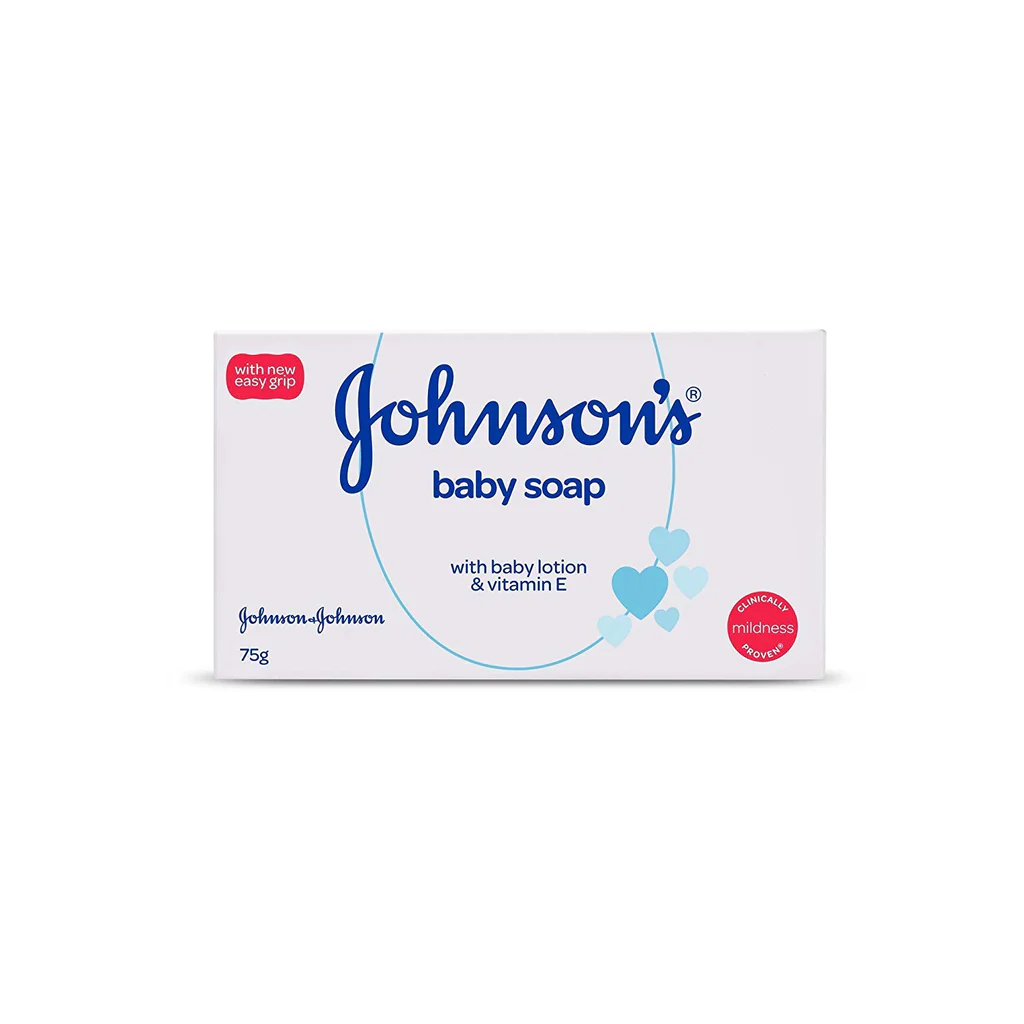 with new
easy grip
Johnson's®
baby soap
with baby lotion
& vitamin E
Johnson+Johnson
75g
CLINICALLY
mildness
PROVEN®